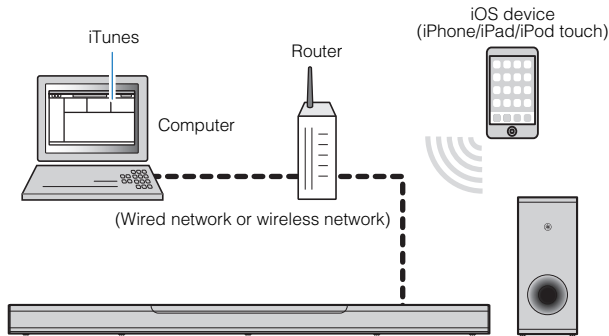 iTunes
Computer
Router
iOS device
(iPhone/iPad/iPod touch)
(Wired network or wireless network)